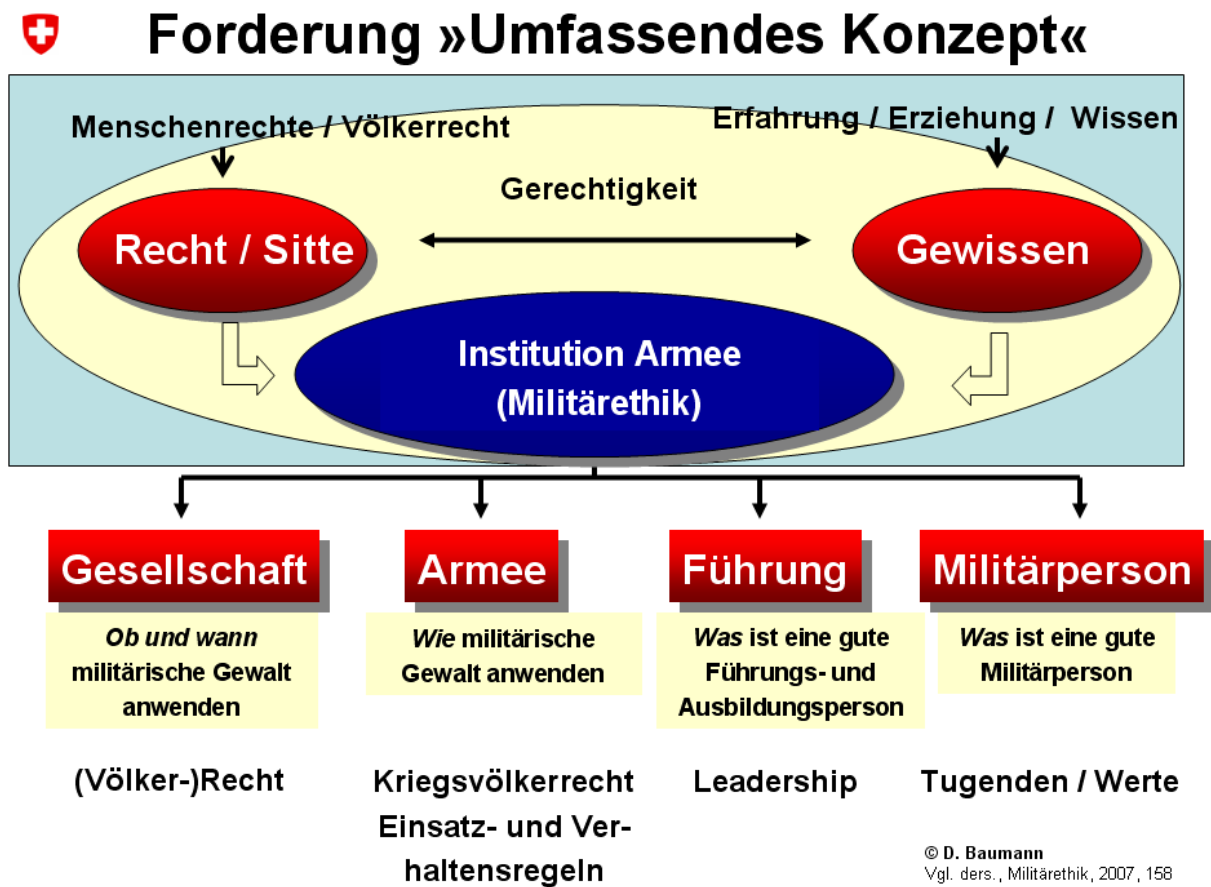 Forderung »Umfassendes Konzept«
Menschenrechte / Völkerrecht
Erfahrung / Erziehung / Wissen
Gerechtigkeit
Recht / Sitte
Gewissen
Institution Armee
(Militärethik)
Gesellschaft
Ob und wann
militärische Gewalt
anwenden
(Völker-)Recht
Armee
Wie militärische
Gewalt anwenden
Kriegsvölkerrecht
Einsatz- und Ver-
haltensregeln
Führung
Was ist eine gute
Führungs- und
Ausbildungsperson
Leadership
Militärperson
Was ist eine gute
Militärperson
Tugenden / Werte
© D. Baumann
Vgl. ders., Militärethik, 2007, 158